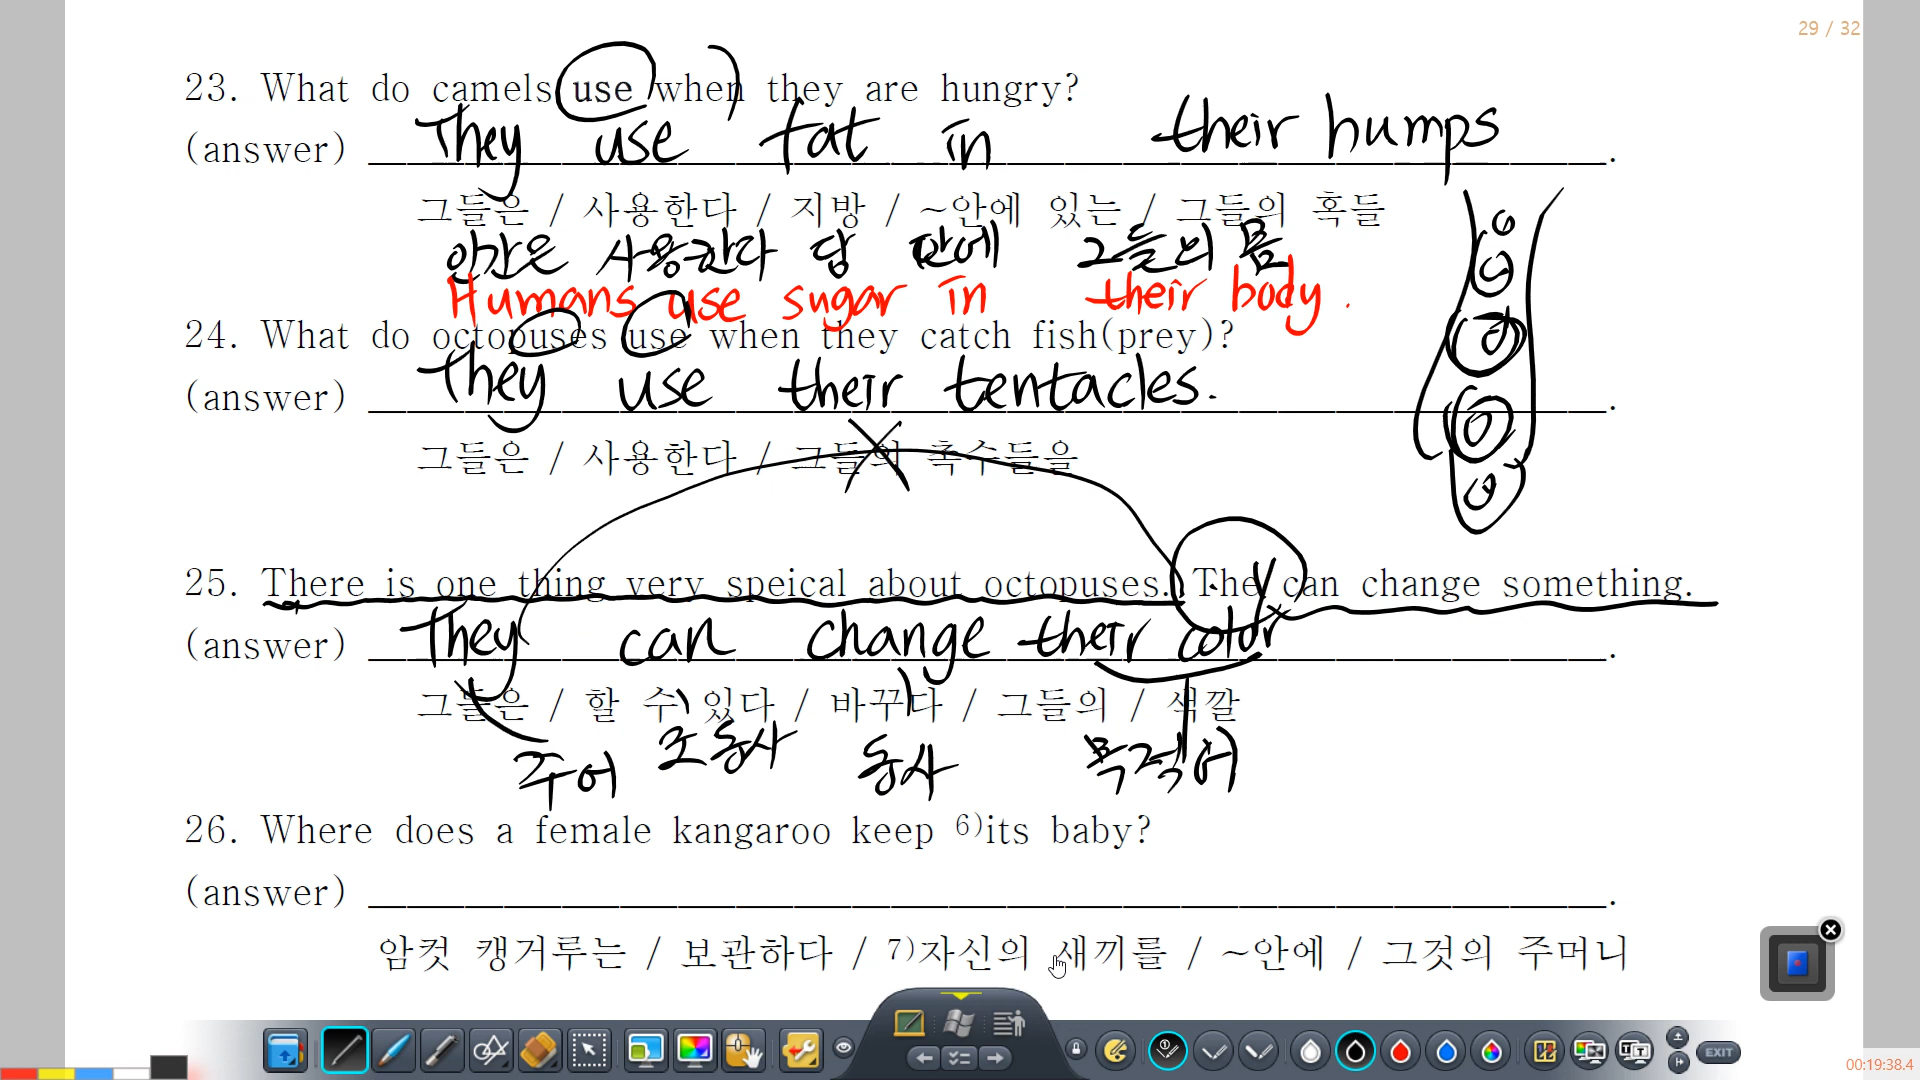 29 / 32
23. What do camels use when they are hungry?
They use fat in their humps
(answer) .
그들은 / 사용한다 / 지방 / ~안에 있는 / 그들의 혹들
인간은 사용한다 당 안에 그들의 몸
Humans use sugar in their body.
24. What do octopuses use when they catch fish(prey)?
They use their tentacles.
(answer) .
그들은 / 사용한다 / 그들의 촉수들을
25. There is one thing very speical about octopuses. They can change something.
They can change their color
(answer) .
그들은 / 할 수 있다 / 바꾸다 / 그들의 / 색깔
주어 조동사 동사 목적어
26. Where does a female kangaroo keep 6)its baby?
(answer) .
암컷 캥거루는 / 보관하다 / 7)자신의 새끼를 / ~안에 / 그것의 주머니
EXIT
00:19:38.4